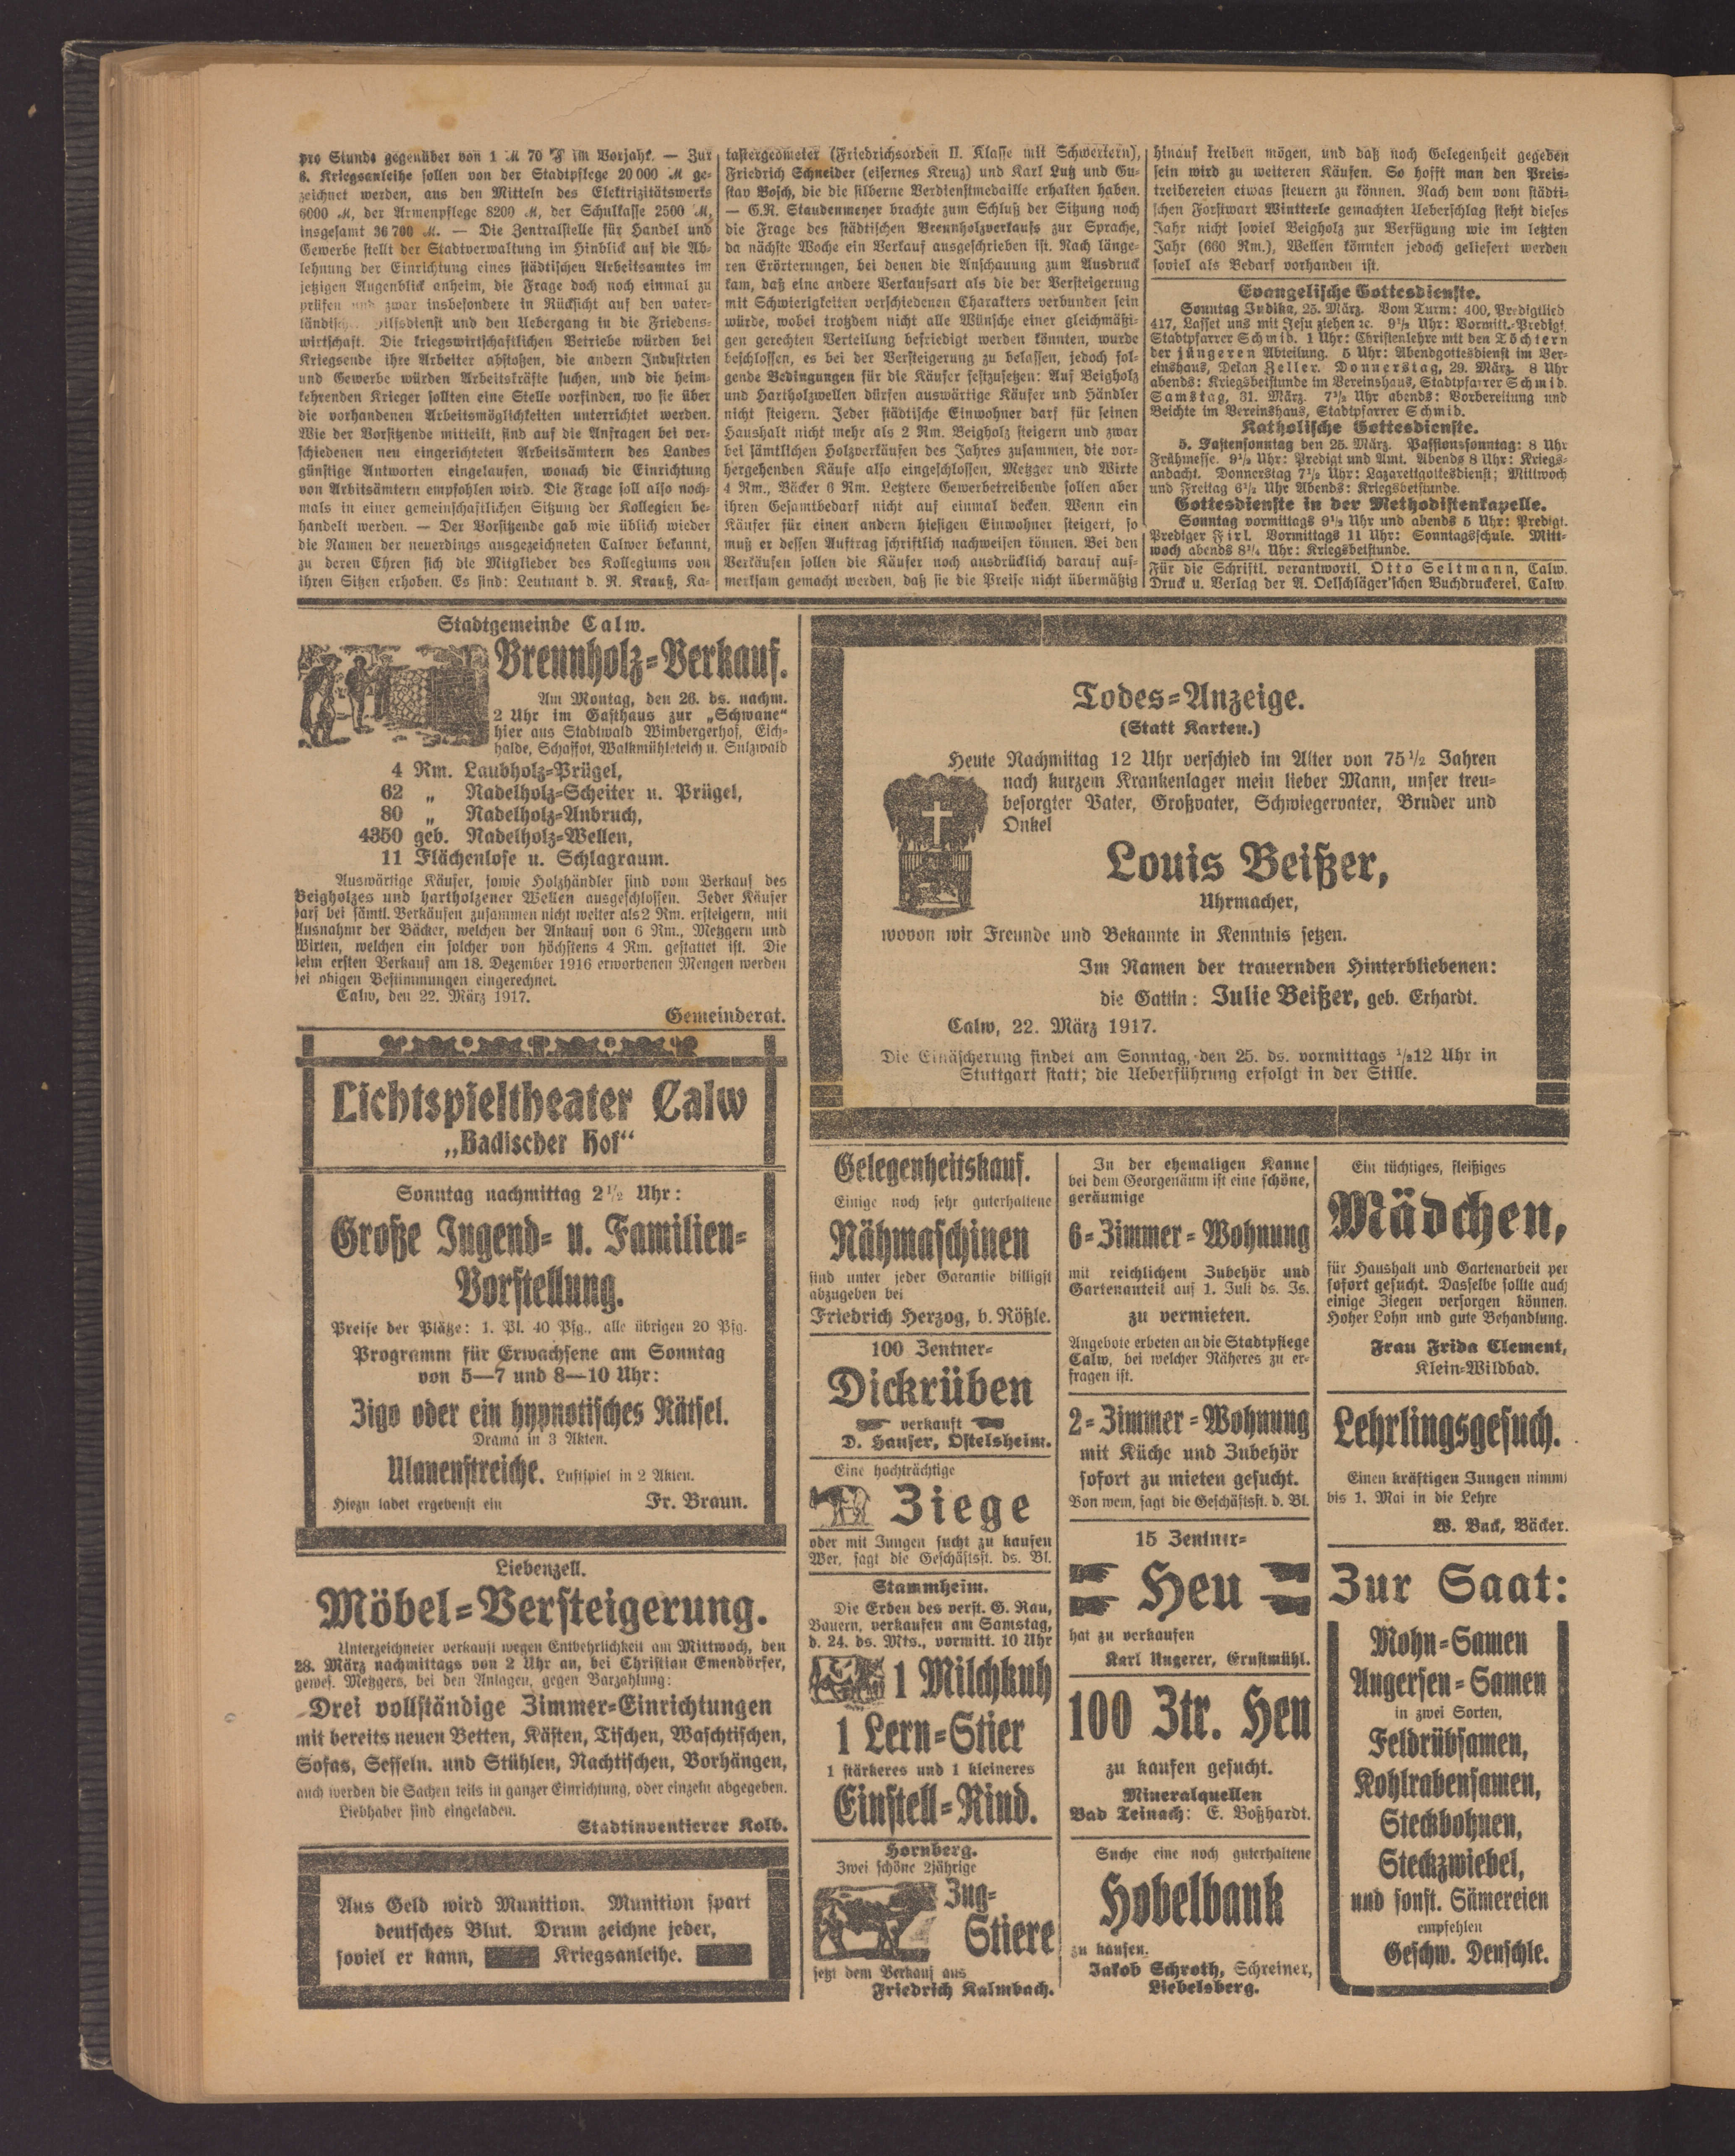 pro Stunde gegenüber von 1 ℳ 70 ₰ im Vorjahr. — Zur
6. Kriegsanleihe sollen von der Stadtpflege 20 000 ℳ ge-
zeichnet werden, aus den Mitteln des Elektrizitätswerks
6000 ℳ, der Armenpflege 8200 ℳ, der Schulkasse 2500 ℳ,
insgesamt 36 700 ℳ. — Die Zentralstelle für Handel und
Gewerbe stellt der Stadtverwaltung im Hinblick auf die Ab-
lehnung der Einrichtung eines städtischen Arbeitsamtes im
jetzigen Augenblick anheim, die Frage doch noch einmal zu
prüfen und zwar insbesondere in Rücksicht auf den vater-
ländischen Hilfsdienst und den Uebergang in die Friedens-
wirtschaft. Die kriegswirtschaftlichen Betriebe würden bei
Kriegsende ihre Arbeiter abstoßen, die andern Industrien
und Gewerbe würden Arbeitskräfte suchen, und die heim-
kehrenden Krieger sollten eine Stelle vorfinden, wo sie über
die vorhandenen Arbeitsmöglichkeiten unterrichtet werden.
Wie der Vorsitzende mitteilt, sind auf die Anfragen bei ver-
schiedenen neu eingerichteten Arbeitsämtern des Landes
günstige Antworten eingelaufen, wonach die Einrichtung
von Arbitsämtern empfohlen wird. Die Frage soll also noch-
mals in einer gemeinschaftlichen Sitzung der Kollegien be-
handelt werden. — Der Vorsitzende gab wie üblich wieder
die Namen der neuerdings ausgezeichneten Calwer bekannt,
zu deren Ehren sich die Mitglieder des Kollegiums von
ihren Sitzen erhoben. Es sind: Leutnant d. R. Krauß, Ka-
tastergeometer (Friedrichsorden II. Klasse mit Schwertern),
Friedrich Schneider (eisernes Kreuz) und Karl Lutz und Gu-
stav Bosch, die die silberne Verdienstmedaille erhalten haben.
— G.R. Staudenmeyer brachte zum Schluß der Sitzung noch
die Frage des städtischen Brennholzverkaufs zur Sprache,
da nächste Woche ein Verkauf ausgeschrieben ist. Nach länge-
ren Erörterungen, bei denen die Anschauung zum Ausdruck
kam, daß eine andere Verkaufsart als die der Versteigerung
mit Schwierigkeiten verschiedenen Charakters verbunden sein
würde, wobei trotzdem nicht alle Wünsche einer gleichmäßi-
gen gerechten Verteilung befriedigt werden könnten, wurde
beschlossen, es bei der Versteigerung zu belassen, jedoch fol-
gende Bedingungen für die Käufer festzusetzen: Auf Beigholz
und Hartholzwellen dürfen auswärtige Käufer und Händler
nicht steigern. Jeder städtische Einwohner darf für seinen
Haushalt nicht mehr als 2 Rm. Beigholz steigern und zwar
bei sämtlichen Holzverkäufen des Jahres zusammen, die vor-
hergehenden Käufe also eingeschlossen, Metzger und Wirte
4 Rm., Bäcker 6 Rm. Letztere Gewerbetreibende sollen aber
ihren Gesamtbedarf nicht auf einmal decken. Wenn ein
Käufer für einen andern hiesigen Einwohner steigert, so
muß er dessen Auftrag schriftlich nachweisen können. Bei den
Verkäufen sollen die Käufer noch ausdrücklich darauf auf-
merksam gemacht werden, daß sie die Preise nicht übermäßig
hinauf treiben mögen, und daß noch Gelegenheit gegeben
sein wird zu weiteren Käufen. So hofft man den Preis-
treibereien etwas steuern zu können. Nach dem vom städti-
schen Forstwart Wintterle gemachten Ueberschlag steht dieses
Jahr nicht soviel Beigholz zur Verfügung wie im letzten
Jahr (660 Rm.), Wellen könnten jedoch geliefert werden
soviel als Bedarf vorhanden ist.
Evangelische Gottesdienste.
Sonntag Judika, 25. März. Vom Turm: 400, Predigtlied
417, Lasset uns mit Jesu ziehen ꝛc. 9½ Uhr: Vormitt.-Predigt,
Stadtpfarrer Schmid. 1 Uhr: Christenlehre mit den Töchtern
der jüngeren Abteilung. 5 Uhr: Abendgottesdienst im Ver-
einshaus, Dekan Zeller. Donnerstag, 29. März. 8 Uhr
abends: Kriegsbetstunde im Vereinshaus, Stadtpfarrer Schmid.
Samstag, 31. März. 7½ Uhr abends: Vorbereitung und
Beichte im Vereinshaus, Stadtpfarrer Schmid.
Katholische Gottesdienste.
5. Fastensonntag den 25. März. Passionssonntag: 8 Uhr
Frühmesse. 9½ Uhr: Predigt und Amt. Abends 8 Uhr: Kriegs-
andacht. Donnerstag 7½ Uhr: Lazarettgottesdienst; Mittwoch
und Freitag 6½ Uhr Abends: Kriegsbetstunde.
Gottesdienste in der Methodistenkapelle.
Sonntag vormittags 9½ Uhr und abends 5 Uhr: Predigt.
Prediger Firl. Vormittags 11 Uhr: Sonntagsschule. Mitt-
woch abends 8¼ Uhr: Kriegsbetstunde.
Für die Schriftl. verantwortl. Otto Seltmann, Calw.
Druck u. Verlag der A. Oelschläger'schen Buchdruckerei, Calw.
Stadtgemeinde Calw.
Brennholz-Verkauf.
Am Montag, den 26. ds. nachm.
2 Uhr im Gasthaus zur „Schwane“
hier aus Stadtwald Wimbergerhof, Eich-
halde, Schaffot, Walkmühleteich u. Sulzwald
4 Rm. Laubholz-Prügel,
62 „ Nadelholz-Scheiter u. Prügel,
80 „ Nadelholz-Anbruch,
4350 geb. Nadelholz-Wellen,
11 Flächenlose u. Schlagraum.
Auswärtige Käufer, sowie Holzhändler sind vom Verkauf des
Beigholzes und hartholzener Wellen ausgeschlossen. Jeder Käufer
darf bei sämtl. Verkäufen zusammen nicht weiter als 2 Rm. ersteigern, mit
Ausnahmr der Bäcker, welchen der Ankauf von 6 Rm., Metzgern und
Wirten, welchen ein solcher von höchstens 4 Rm. gestattet ist. Die
beim ersten Verkauf am 18. Dezember 1916 erworbenen Mengen werden
bei obigen Bestimmungen eingerechnet.
Calw, den 22. März 1917.
Gemeinderat.
Lichtspieltheater Calw
„Badischer Hof“
Sonntag nachmittag 2½ Uhr:
Große Jugend- u. Familien-
Vorstellung.
Preise der Plätze: 1. Pl. 40 Pfg., alle übrigen 20 Pfg.
Programm für Erwachsene am Sonntag
von 5—7 und 8—10 Uhr:
Zigo oder ein hypnotisches Rätsel.
Drama in 3 Akten.
Ulanenstreiche. Lustspiel in 2 Akten.
Hiezu ladet ergebenst ein Fr. Braun.
Liebenzell.
Möbel-Versteigerung.
Unterzeichneter verkauft wegen Entbehrlichkeit am Mittwoch, den
28. März nachmittags von 2 Uhr an, bei Christian Emendörfer,
gewes. Metzgers, bei den Anlagen, gegen Barzahlung:
Drei vollständige Zimmer-Einrichtungen
mit bereits neuen Betten, Kästen, Tischen, Waschtischen,
Sofas, Sesseln. und Stühlen, Nachttischen, Vorhängen,
auch werden die Sachen teils in ganzer Einrichtung, oder einzeln abgegeben.
Liebhaber sind eingeladen.
Stadtinventierer Kolb.
Aus Geld wird Munition. Munition spart
deutsches Blut. Drum zeichne jeder,
soviel er kann, Kriegsanleihe.
Todes-Anzeige.
(Statt Karten.)
Heute Nachmittag 12 Uhr verschied im Alter von 75½ Jahren
nach kurzem Krankenlager mein lieber Mann, unser treu-
besorgter Vater, Großvater, Schwiegervater, Bruder und
Onkel
Louis Beißer,
Uhrmacher,
wovon wir Freunde und Bekannte in Kenntnis setzen.
Im Namen der trauernden Hinterbliebenen:
die Gattin: Julie Beißer, geb. Erhardt.
Calw, 22. März 1917.
Die Einäscherung findet am Sonntag, den 25. ds. vormittags ½12 Uhr in
Stuttgart statt; die Ueberführung erfolgt in der Stille.
Gelegenheitskauf.
Einige noch sehr guterhaltene
Nähmaschinen
sind unter jeder Garantie billigst
abzugeben bei
Friedrich Herzog, b. Rößle.
100 Zentner-
Dickrüben
verkauft
D. Hauser, Ostelsheim.
Eine hochträchtige
Ziege
oder mit Jungen sucht zu kaufen
Wer, sagt die Geschäftsst. ds. Bl.
Stammheim.
Die Erben des verst. G. Rau,
Bauern, verkaufen am Samstag,
d. 24. ds. Mts., vormitt. 10 Uhr
1 Milchkuh
1 Lern-Stier
1 stärkeres und 1 kleineres
Einstell-Rind.
Hornberg.
Zwei schöne 2jährige
Zug-
Stiere
setzt dem Verkauf aus
Friedrich Kalmbach.
In der ehemaligen Kanne
bei dem Georgenäum ist eine schöne,
geräumige
6-Zimmer-Wohnung
mit reichlichem Zubehör und
Gartenanteil auf 1. Juli ds. Js.
zu vermieten.
Angebote erbeten an die Stadtpflege
Calw, bei welcher Näheres zu er-
fragen ist.
2-Zimmer-Wohnung
mit Küche und Zubehör
sofort zu mieten gesucht.
Von wem, sagt die Geschäftsst. d. Bl.
15 Zentner-
Heu
hat zu verkaufen
Karl Ungerer, Ernstmühl.
100 Ztr. Heu
zu kaufen gesucht.
Mineralquellen
Bad Teinach: E. Boßhardt.
Suche eine noch guterhaltene
Hobelbank
zu kaufen.
Jakob Schroth, Schreiner,
Liebelsberg.
Ein tüchtiges, fleißiges
Mädchen,
für Haushalt und Gartenarbeit per
sofort gesucht. Dasselbe sollte auch
einige Ziegen versorgen können.
Hoher Lohn und gute Behandlung.
Frau Frida Clement,
Klein-Wildbad.
Lehrlingsgesuch.
Einen kräftigen Jungen nimmt
bis 1. Mai in die Lehre
W. Back, Bäcker.
Zur Saat:
Mohn-Samen
Angersen-Samen
in zwei Sorten,
Feldrübsamen,
Kohlrabensamen,
Steckbohnen,
Steckzwiebel,
und sonst. Sämereien
empfehlen
Geschw. Deuschle.